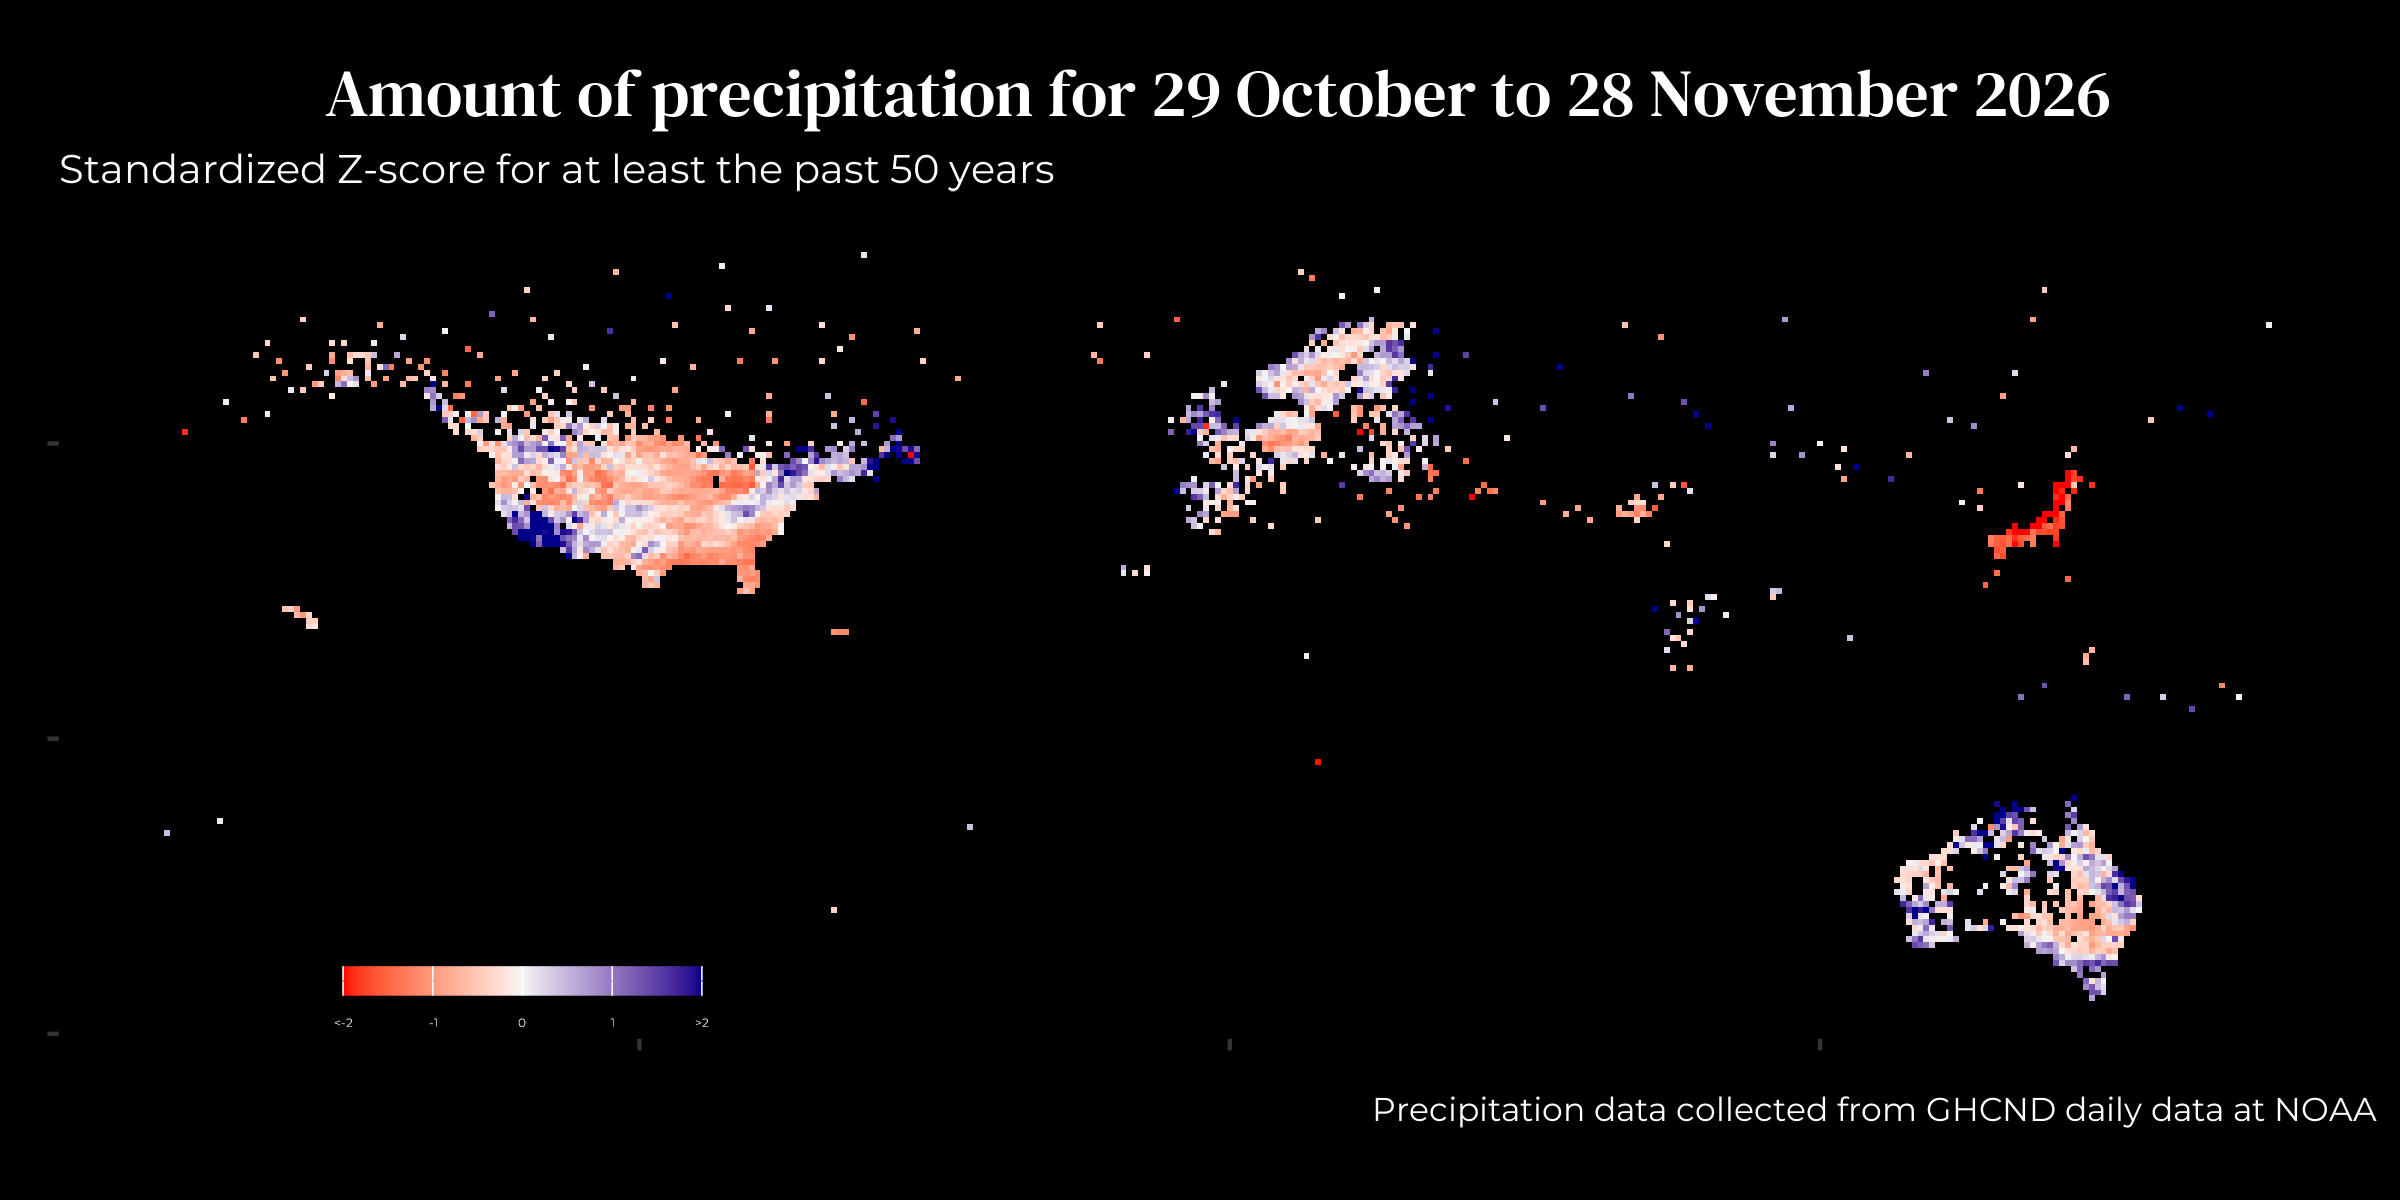 Amount of precipitation for 29 October to 28 November 2026
Standardized Z-score for at least the past 50 years
<-2 -1 0 1 >2
Precipitation data collected from GHCND daily data at NOAA